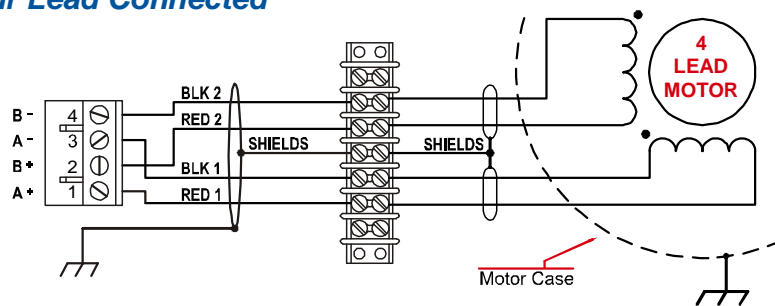 Lead Connected
4
LEAD
MOTOR
BLK 2
B - 4
RED 2
A - 3
SHIELDS
SHIELDS
B + 2
BLK 1
A + 1
RED 1
Motor Case